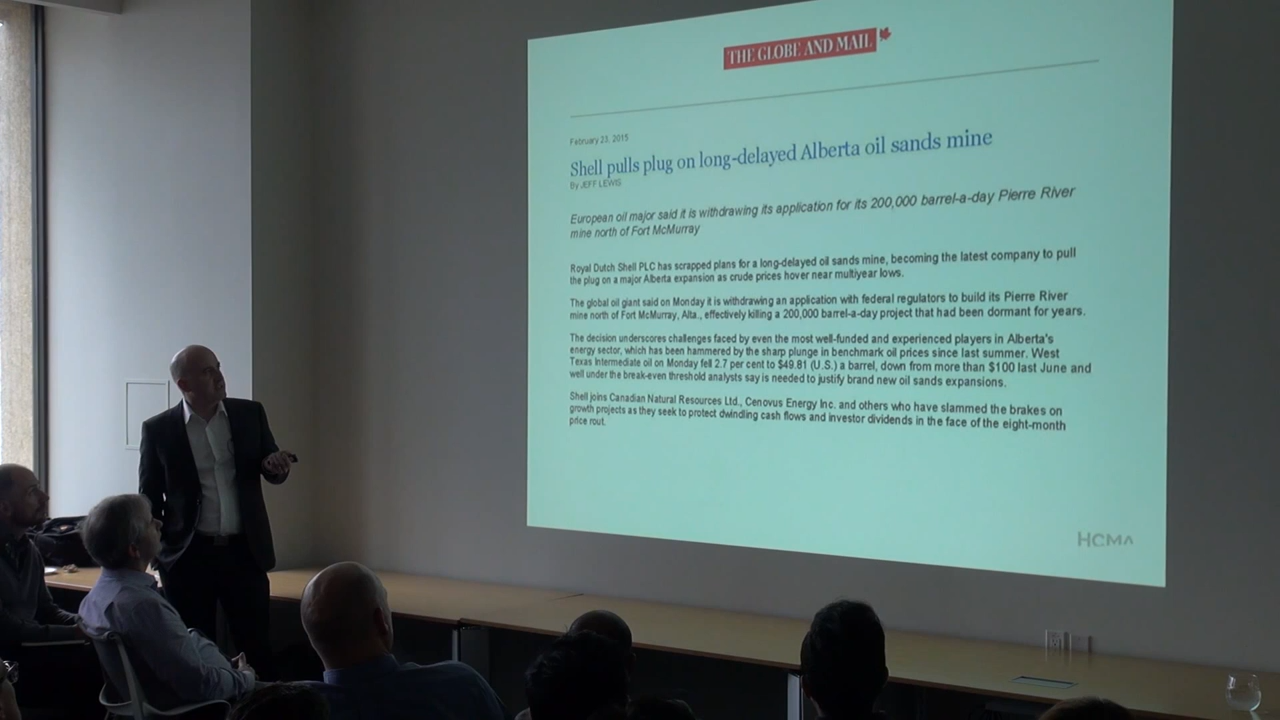 THE GLOBE AND MAIL
February 23, 2015
Shell pulls plug on long-delayed Alberta oil sands mine
By JEFF LEWIS
European oil major said it is withdrawing its application for its 200,000 barrel-a-day Pierre River
mine north of Fort McMurray
Royal Dutch Shell PLC has scrapped plans for a long-delayed oil sands mine, becoming the latest company to pull
the plug on a major Alberta expansion as crude prices hover near multiyear lows.
The global oil giant said on Monday it is withdrawing an application with federal regulators to build its Pierre River
mine north of Fort McMurray, Alta., effectively killing a 200,000 barrel-a-day project that had been dormant for years.
The decision underscores challenges faced by even the most well-funded and experienced players in Alberta's
energy sector, which has been hammered by the sharp plunge in benchmark oil prices since last summer. West
Texas Intermediate oil on Monday fell 2.7 per cent to $49.81 (U.S.) a barrel, down from more than $100 last June and
well under the break-even threshold analysts say is needed to justify brand new oil sands expansions.
Shell joins Canadian Natural Resources Ltd., Cenovus Energy Inc. and others who have slammed the brakes on
growth projects as they seek to protect dwindling cash flows and investor dividends in the face of the eight-month
price rout.
HCMA